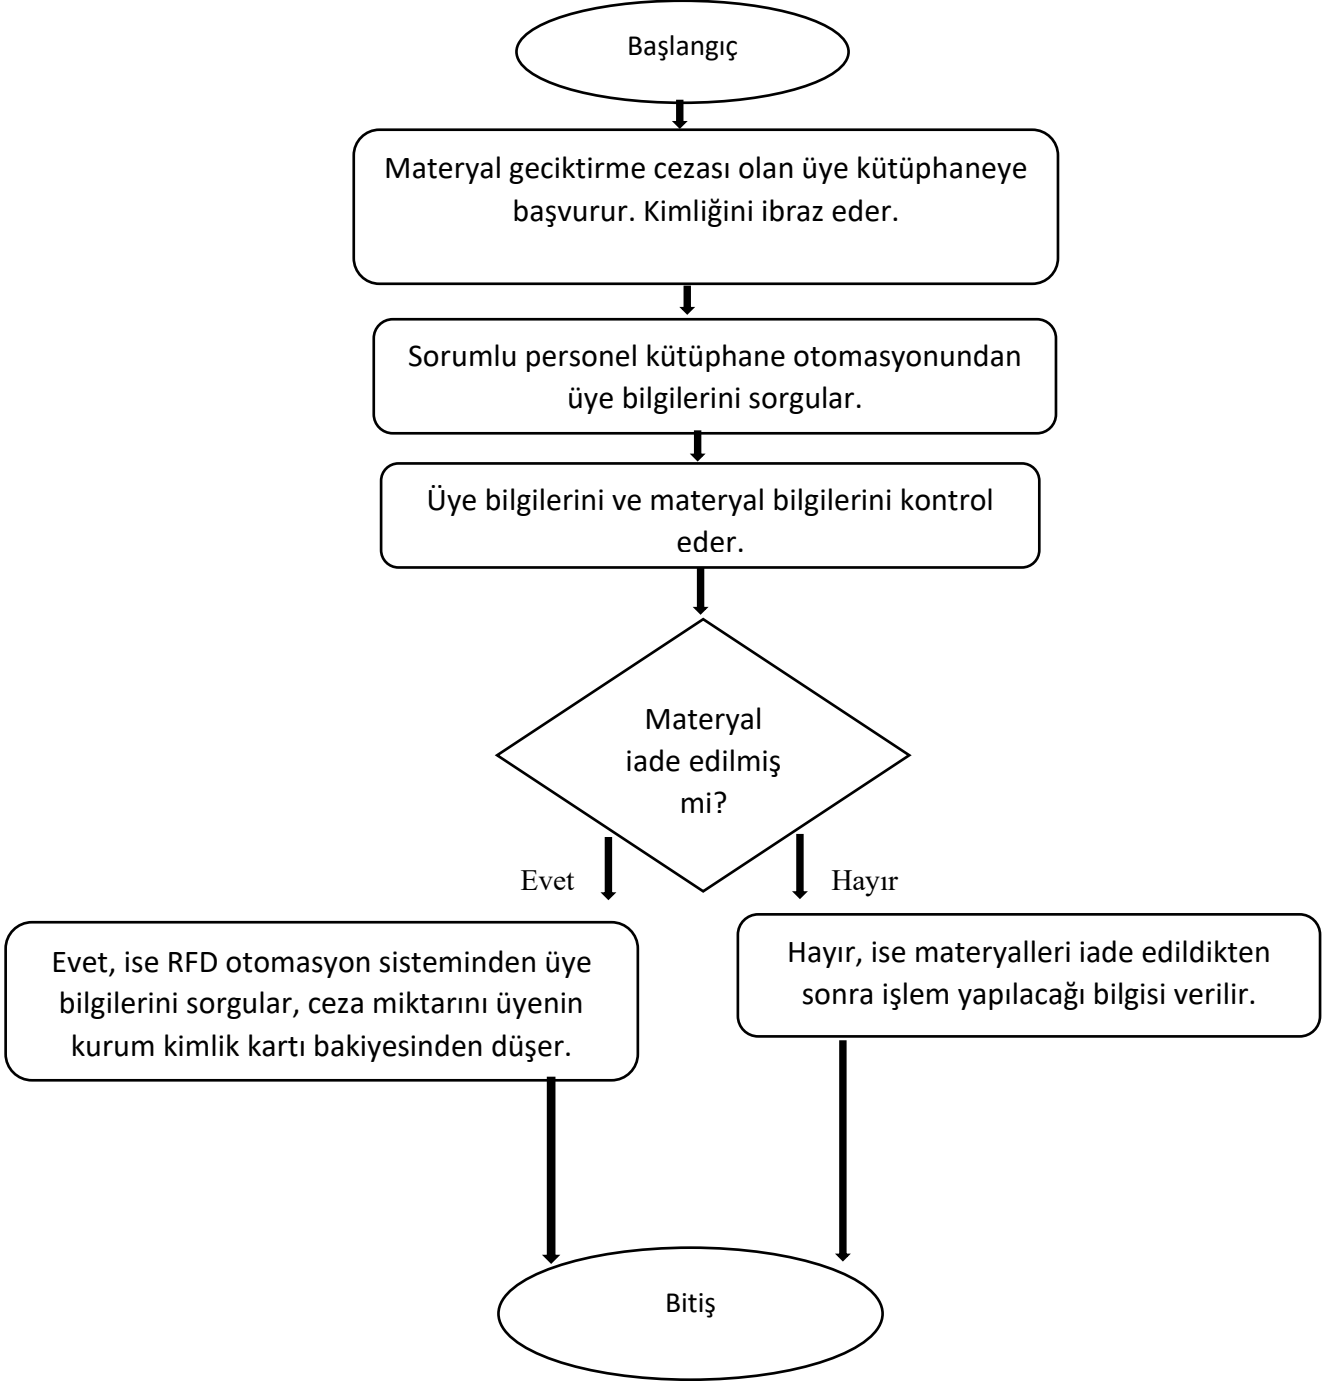 Başlangıç
Materyal geciktirme cezası olan üye kütüphaneye
başvurur. Kimliğini ibraz eder.
Sorumlu personel kütüphane otomasyonundan
üye bilgilerini sorgular.
Üye bilgilerini ve materyal bilgilerini kontrol
eder.
Materyal
iade edilmiş
mi?
Evet
Hayır
Evet, ise RFD otomasyon sisteminden üye
bilgilerini sorgular, ceza miktarını üyenin
kurum kimlik kartı bakiyesinden düşer.
Hayır, ise materyalleri iade edildikten
sonra işlem yapılacağı bilgisi verilir.
Bitiş